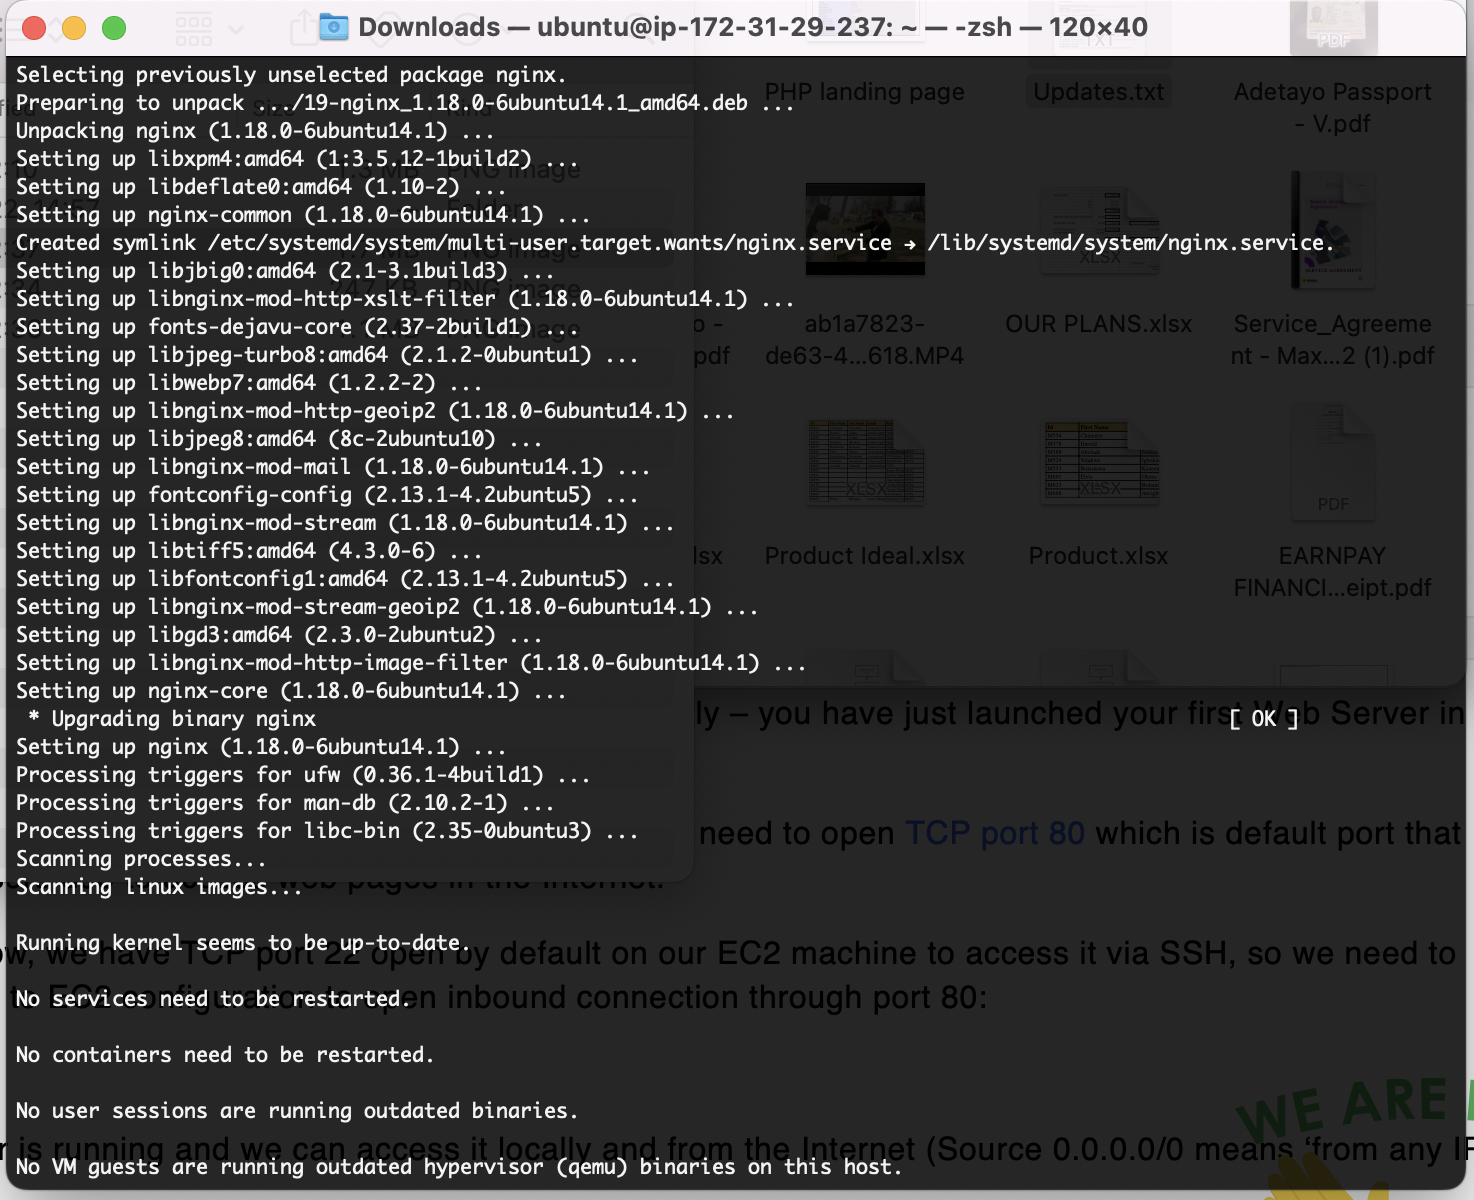 Downloads — ubuntu@ip-172-31-29-237: ~ — -zsh — 120×40
Selecting previously unselected package nginx.
Preparing to unpack .../19-nginx_1.18.0-6ubuntu14.1_amd64.deb ...
Unpacking nginx (1.18.0-6ubuntu14.1) ...
Setting up libxpm4:amd64 (1:3.5.12-1build2) ...
Setting up libdeflate0:amd64 (1.10-2) ...
Setting up nginx-common (1.18.0-6ubuntu14.1) ...
Created symlink /etc/systemd/system/multi-user.target.wants/nginx.service → /lib/systemd/system/nginx.service.
Setting up libjbig0:amd64 (2.1-3.1build3) ...
Setting up libnginx-mod-http-xslt-filter (1.18.0-6ubuntu14.1) ...
Setting up fonts-dejavu-core (2.37-2build1) ...
Setting up libjpeg-turbo8:amd64 (2.1.2-0ubuntu1) ...
Setting up libwebp7:amd64 (1.2.2-2) ...
Setting up libnginx-mod-http-geoip2 (1.18.0-6ubuntu14.1) ...
Setting up libjpeg8:amd64 (8c-2ubuntu10) ...
Setting up libnginx-mod-mail (1.18.0-6ubuntu14.1) ...
Setting up fontconfig-config (2.13.1-4.2ubuntu5) ...
Setting up libnginx-mod-stream (1.18.0-6ubuntu14.1) ...
Setting up libtiff5:amd64 (4.3.0-6) ...
Setting up libfontconfig1:amd64 (2.13.1-4.2ubuntu5) ...
Setting up libnginx-mod-stream-geoip2 (1.18.0-6ubuntu14.1) ...
Setting up libgd3:amd64 (2.3.0-2ubuntu2) ...
Setting up libnginx-mod-http-image-filter (1.18.0-6ubuntu14.1) ...
Setting up nginx-core (1.18.0-6ubuntu14.1) ...
* Upgrading binary nginx [ OK ]
Setting up nginx (1.18.0-6ubuntu14.1) ...
Processing triggers for ufw (0.36.1-4build1) ...
Processing triggers for man-db (2.10.2-1) ...
Processing triggers for libc-bin (2.35-0ubuntu3) ...
Scanning processes...
Scanning linux images...
Running kernel seems to be up-to-date.
No services need to be restarted.
No containers need to be restarted.
No user sessions are running outdated binaries.
No VM guests are running outdated hypervisor (qemu) binaries on this host.
PHP landing page
Updates.txt
Adetayo Passport
- V.pdf
ab1a7823-
de63-4...618.MP4
OUR PLANS.xlsx
Service_Agreeme
nt - Max...2 (1).pdf
Product Ideal.xlsx
Product.xlsx
EARNPAY
FINANCI...eipt.pdf
ly – you have just launched your first Web Server in
need to open TCP port 80 which is default port that
web pages in the Internet.
we have TCP port 22 open by default on our EC2 machine to access it via SSH, so we need to
to EC2 configuration to open inbound connection through port 80:
WE ARE
r is running and we can access it locally and from the Internet (Source 0.0.0.0/0 means ‘from any IP